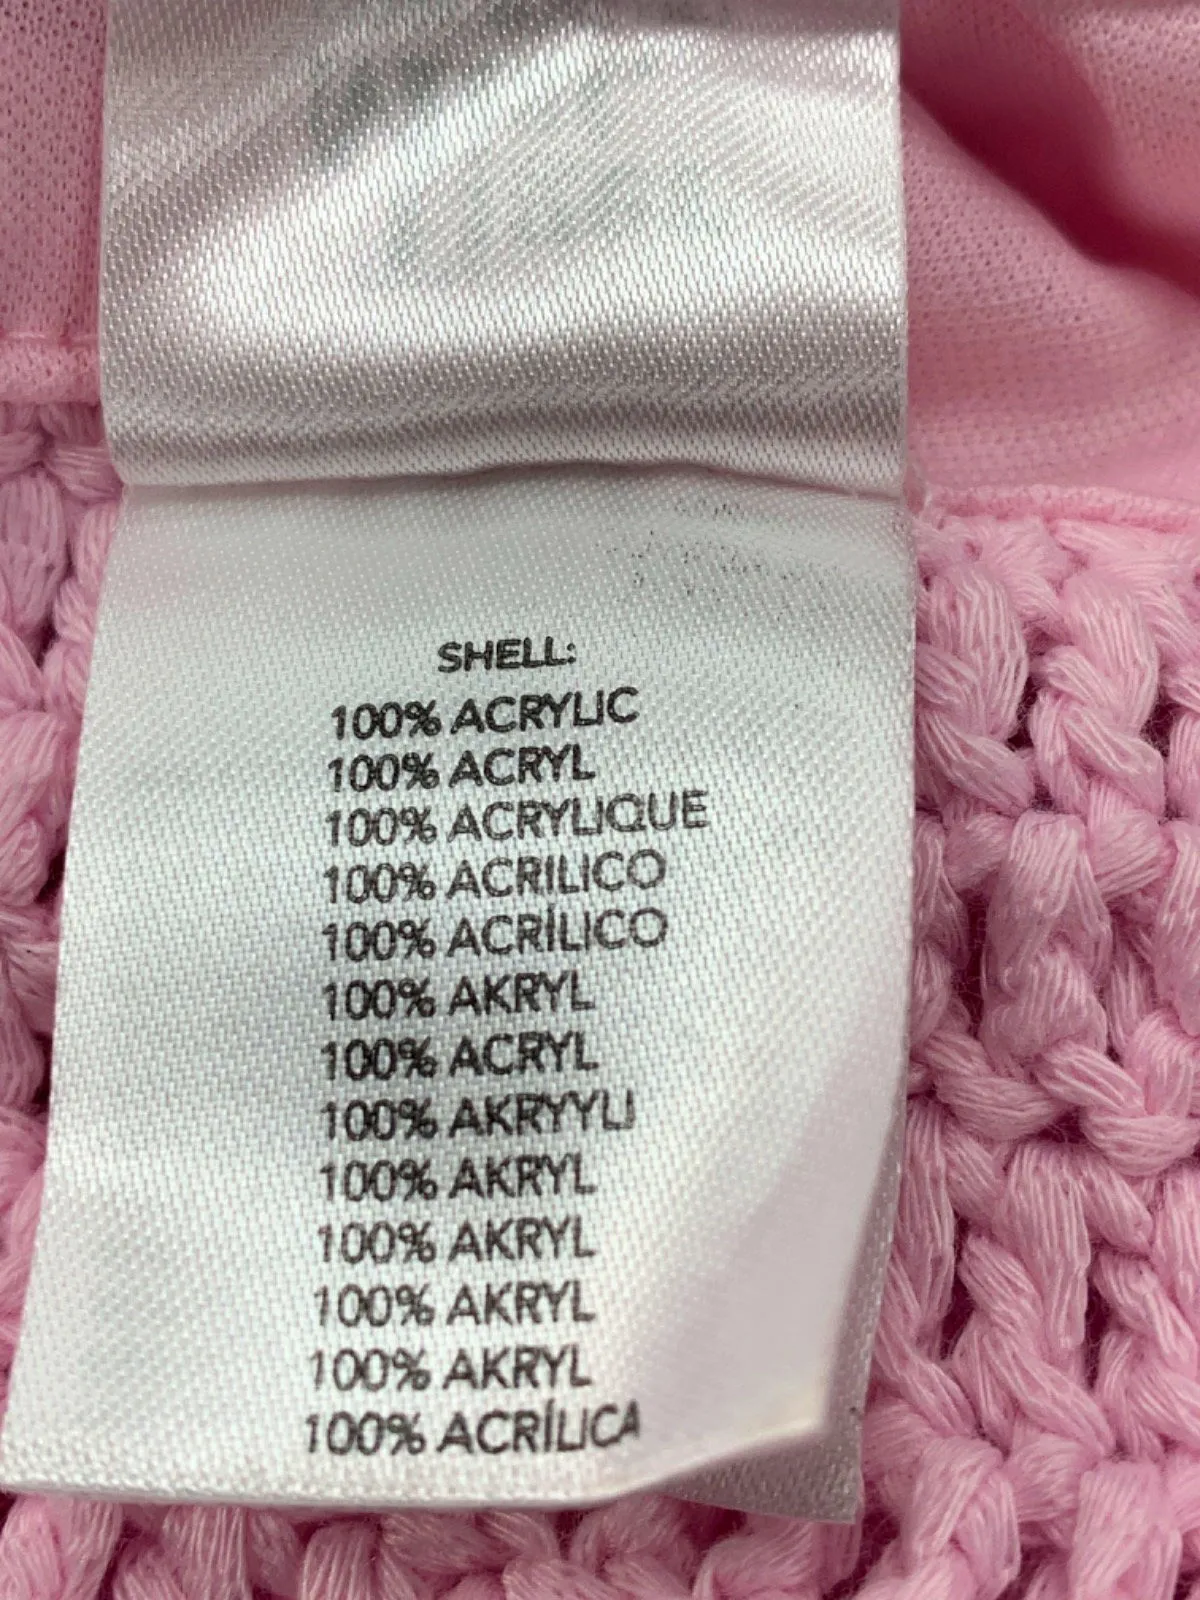 SHELL:
100% ACRYLIC
100% ACRYL
100% ACRYLIQUE
100% ACRILICO
100% ACRÍLICO
100% AKRYL
100% ACRYL
100% AKRYYLI
100% AKRYL
100% AKRYL
100% AKRYL
100% AKRYL
100% ACRÍLICA